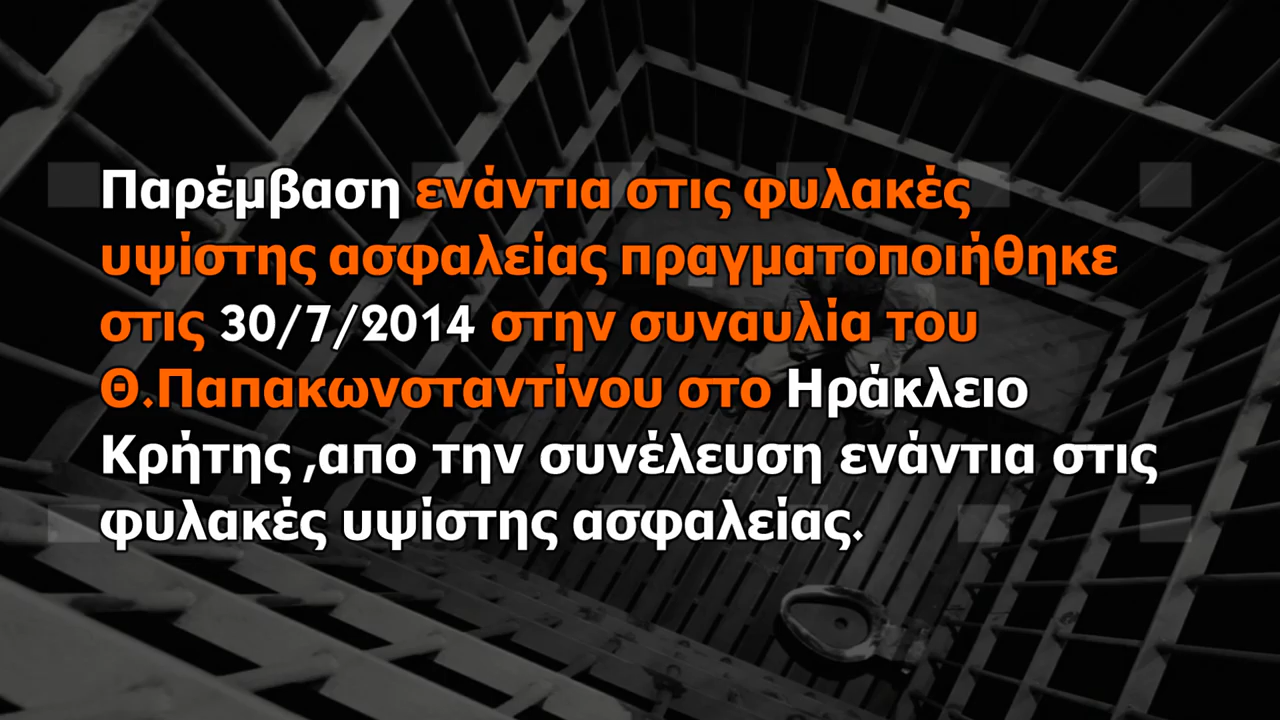 Παρέμβαση ενάντια στις φυλακές
υψίστης ασφαλείας πραγματοποιήθηκε
στις 30/7/2014 στην συναυλία του
Θ.Παπακωνσταντίνου στο Ηράκλειο
Κρήτης ,απο την συνέλευση ενάντια στις
φυλακές υψίστης ασφαλείας.